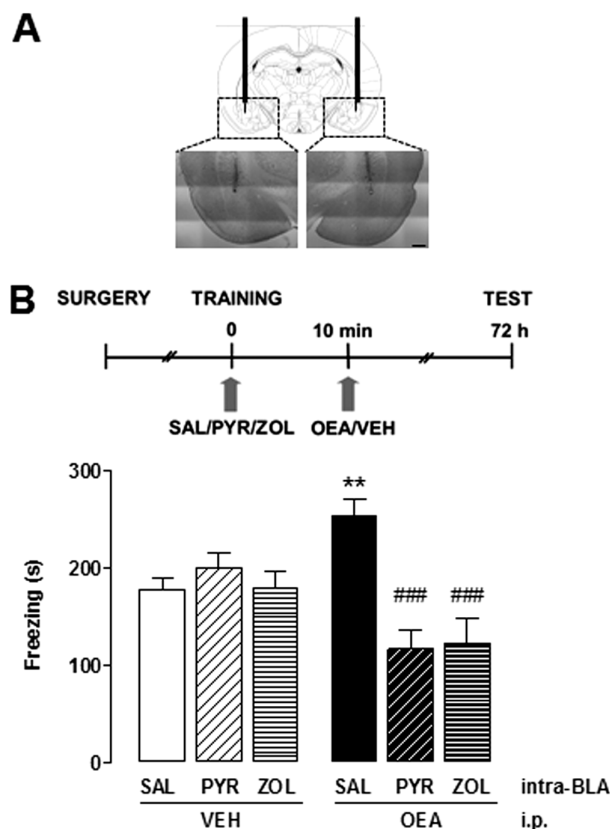 A
B
SURGERY TRAINING TEST
0 10 min 72 h
SAL/PYR/ZOL OEA/VEH
300
200
100
0
Freezing (s)
**
### ###
SAL PYR ZOL SAL PYR ZOL intra-BLA
VEH OEA i.p.